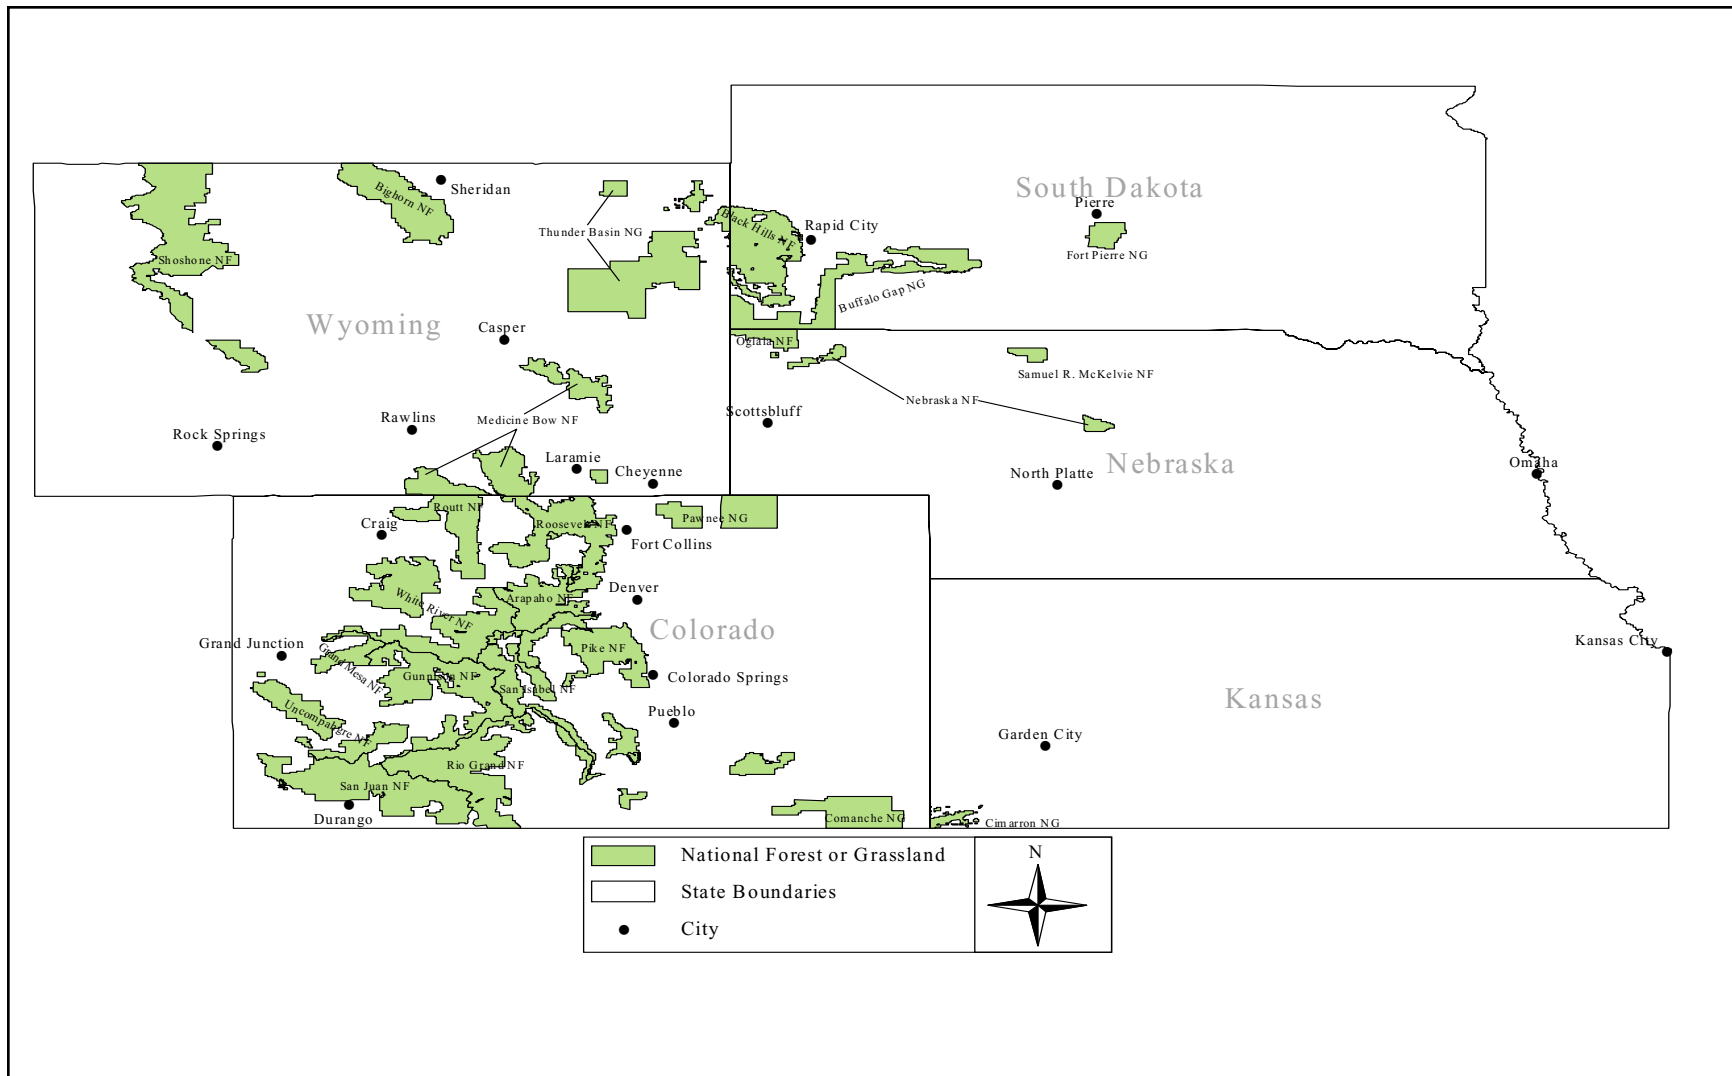 South Dakota
Pierre
Sheridan
Bighorn NF
Black Hills NF
Rapid City
Thunder Basin NG
Fort Pierre NG
Shoshone NF
Buffalo Gap NG
Wyoming
Casper
Oglala NF
Samuel R. McKelvie NF
Nebraska NF
Scottsbluff
Rawlins
Medicine Bow NF
Rock Springs
Laramie
Cheyenne
North Platte
Nebraska
Omaha
Routt NF
Craig
Roosevelt NF
Pawnee NG
Fort Collins
Denver
Arapaho NF
White River NF
Colorado
Grand Junction
Grand Mesa NF
Pike NF
Kansas City
Gunnison NF
San Isabel NF
Colorado Springs
Kansas
Uncompahgre NF
Pueblo
Garden City
Rio Grand NF
San Juan NF
Durango
Comanche NG
Cimarron NG
National Forest or Grassland
State Boundaries
City
N